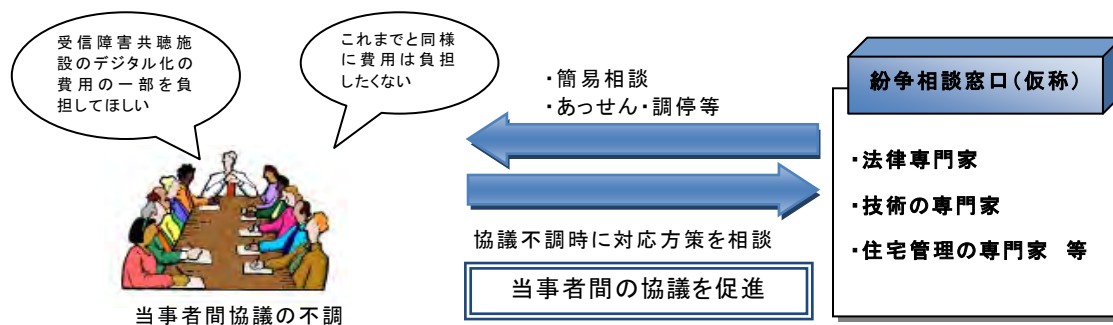 受信障害共聴施
設のデジタル化の
費用の一部を負
担してほしい
これまでと同様
に費用は負担
したくない
・簡易相談
・あっせん・調停等
紛争相談窓口(仮称)
・法律専門家
・技術の専門家
・住宅管理の専門家 等
協議不調時に対応方策を相談
当事者間の協議を促進
当事者間協議の不調